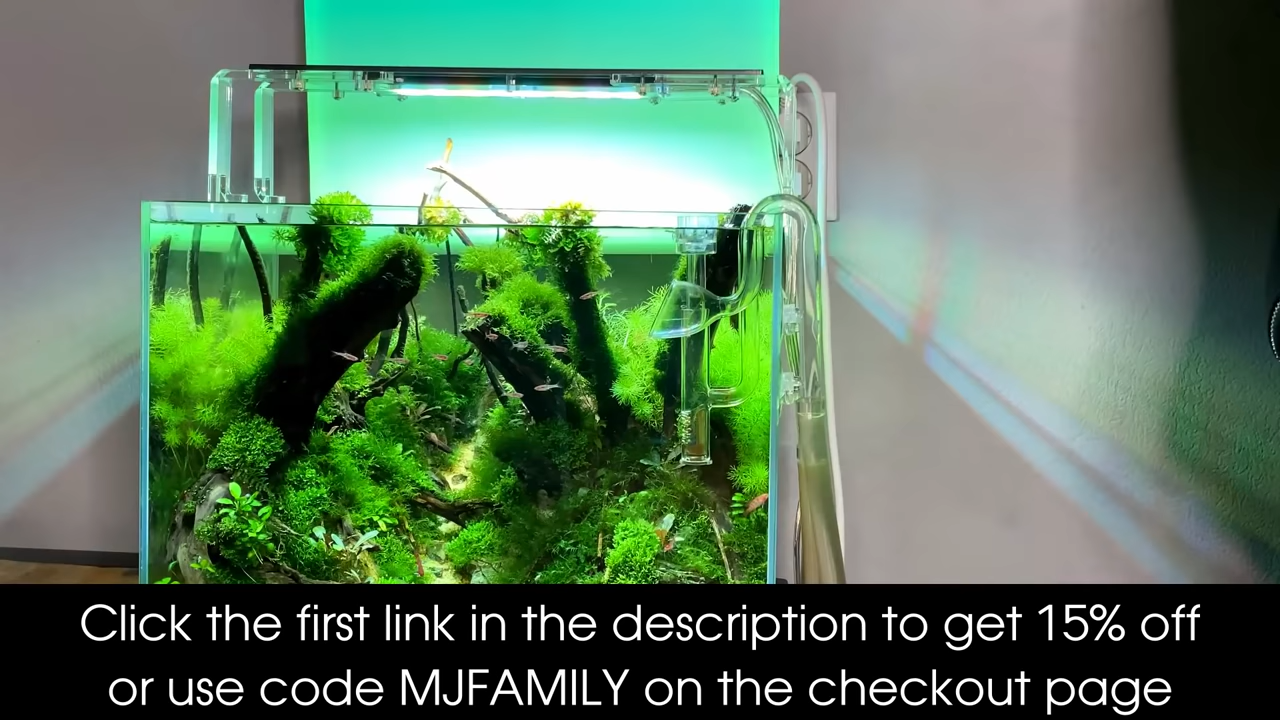 Click the first link in the description to get 15% off
or use code MJFAMILY on the checkout page